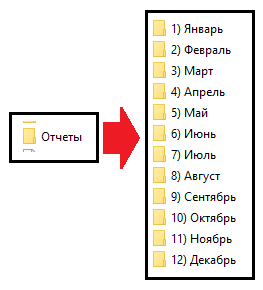 Отчеты
1) Январь
2) Февраль
3) Март
4) Апрель
5) Май
6) Июнь
7) Июль
8) Август
9) Сентябрь
10) Октябрь
11) Ноябрь
12) Декабрь